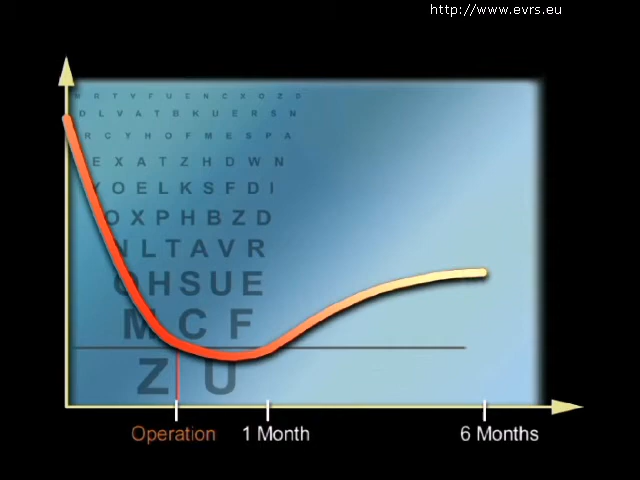 http://www.evrs.eu
R T Y F U E N C X O Z D
D L V A T B K U E R S N
R C Y H O F M E S P A
E X A T Z H D W N
Y O E L K S F D I
O X P H B Z D
N L T A V R
Q H S U E
M C F
Z U
Operation 1 Month 6 Months